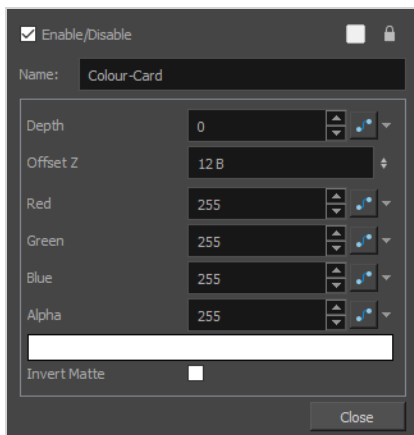 Enable/Disable
Name: Colour-Card
Depth 0
Offset Z 12 B
Red 255
Green 255
Blue 255
Alpha 255
Invert Matte
Close